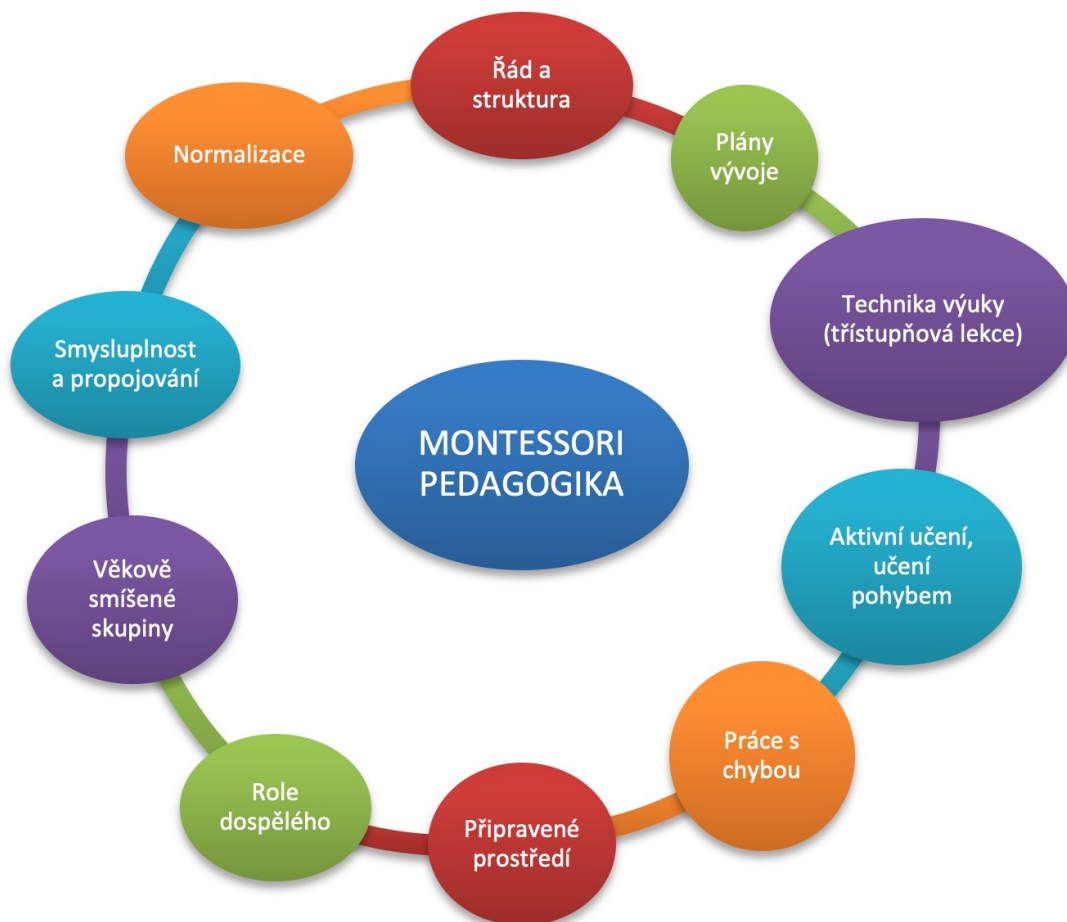 Řád a
struktura
Plány
vývoje
Technika výuky
(třístupňová lekce)
Aktivní učení,
učení
pohybem
Práce s
chybou
Připravené
prostředí
Role
dospělého
Věkově
smíšené
skupiny
Smysluplnost
a propojování
Normalizace
MONTESSORI
PEDAGOGIKA